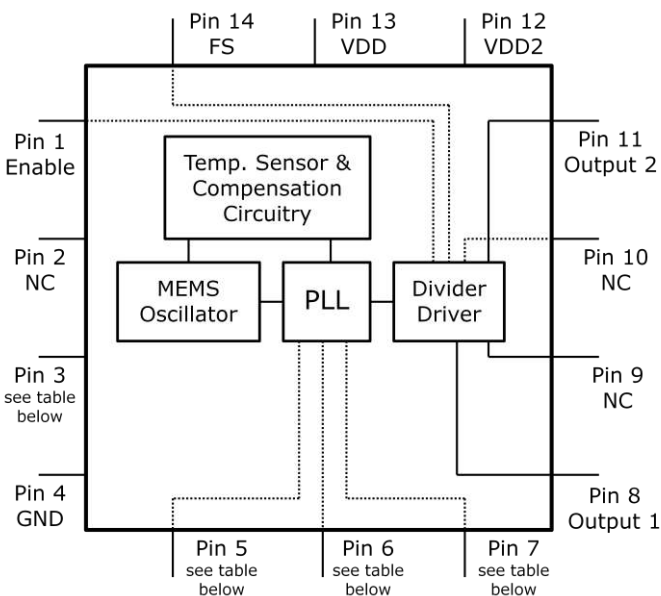 Pin 14
FS
Pin 13
VDD
Pin 12
VDD2
Pin 1
Enable
Pin 11
Output 2
Temp. Sensor &
Compensation
Circuitry
Pin 2
NC
Pin 10
NC
MEMS
Oscillator
PLL
Divider
Driver
Pin 3
see table
below
Pin 9
NC
Pin 4
GND
Pin 8
Output 1
Pin 5
see table
below
Pin 6
see table
below
Pin 7
see table
below